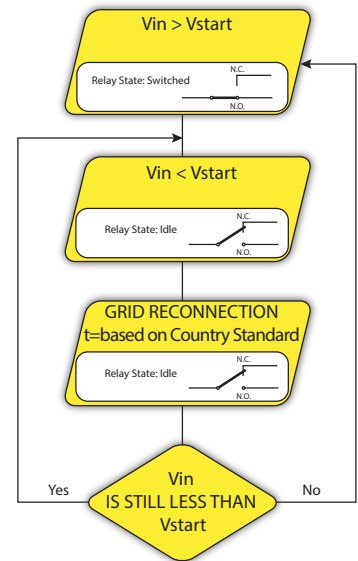 Vin > Vstart
N.C.
Relay State: Switched
N.O.
Vin < Vstart
N.C.
Relay State: Idle
N.O.
GRID RECONNECTION
t=based on Country Standard
N.C.
Relay State: Idle
N.O.
Yes
Vin
IS STILL LESS THAN
Vstart
No